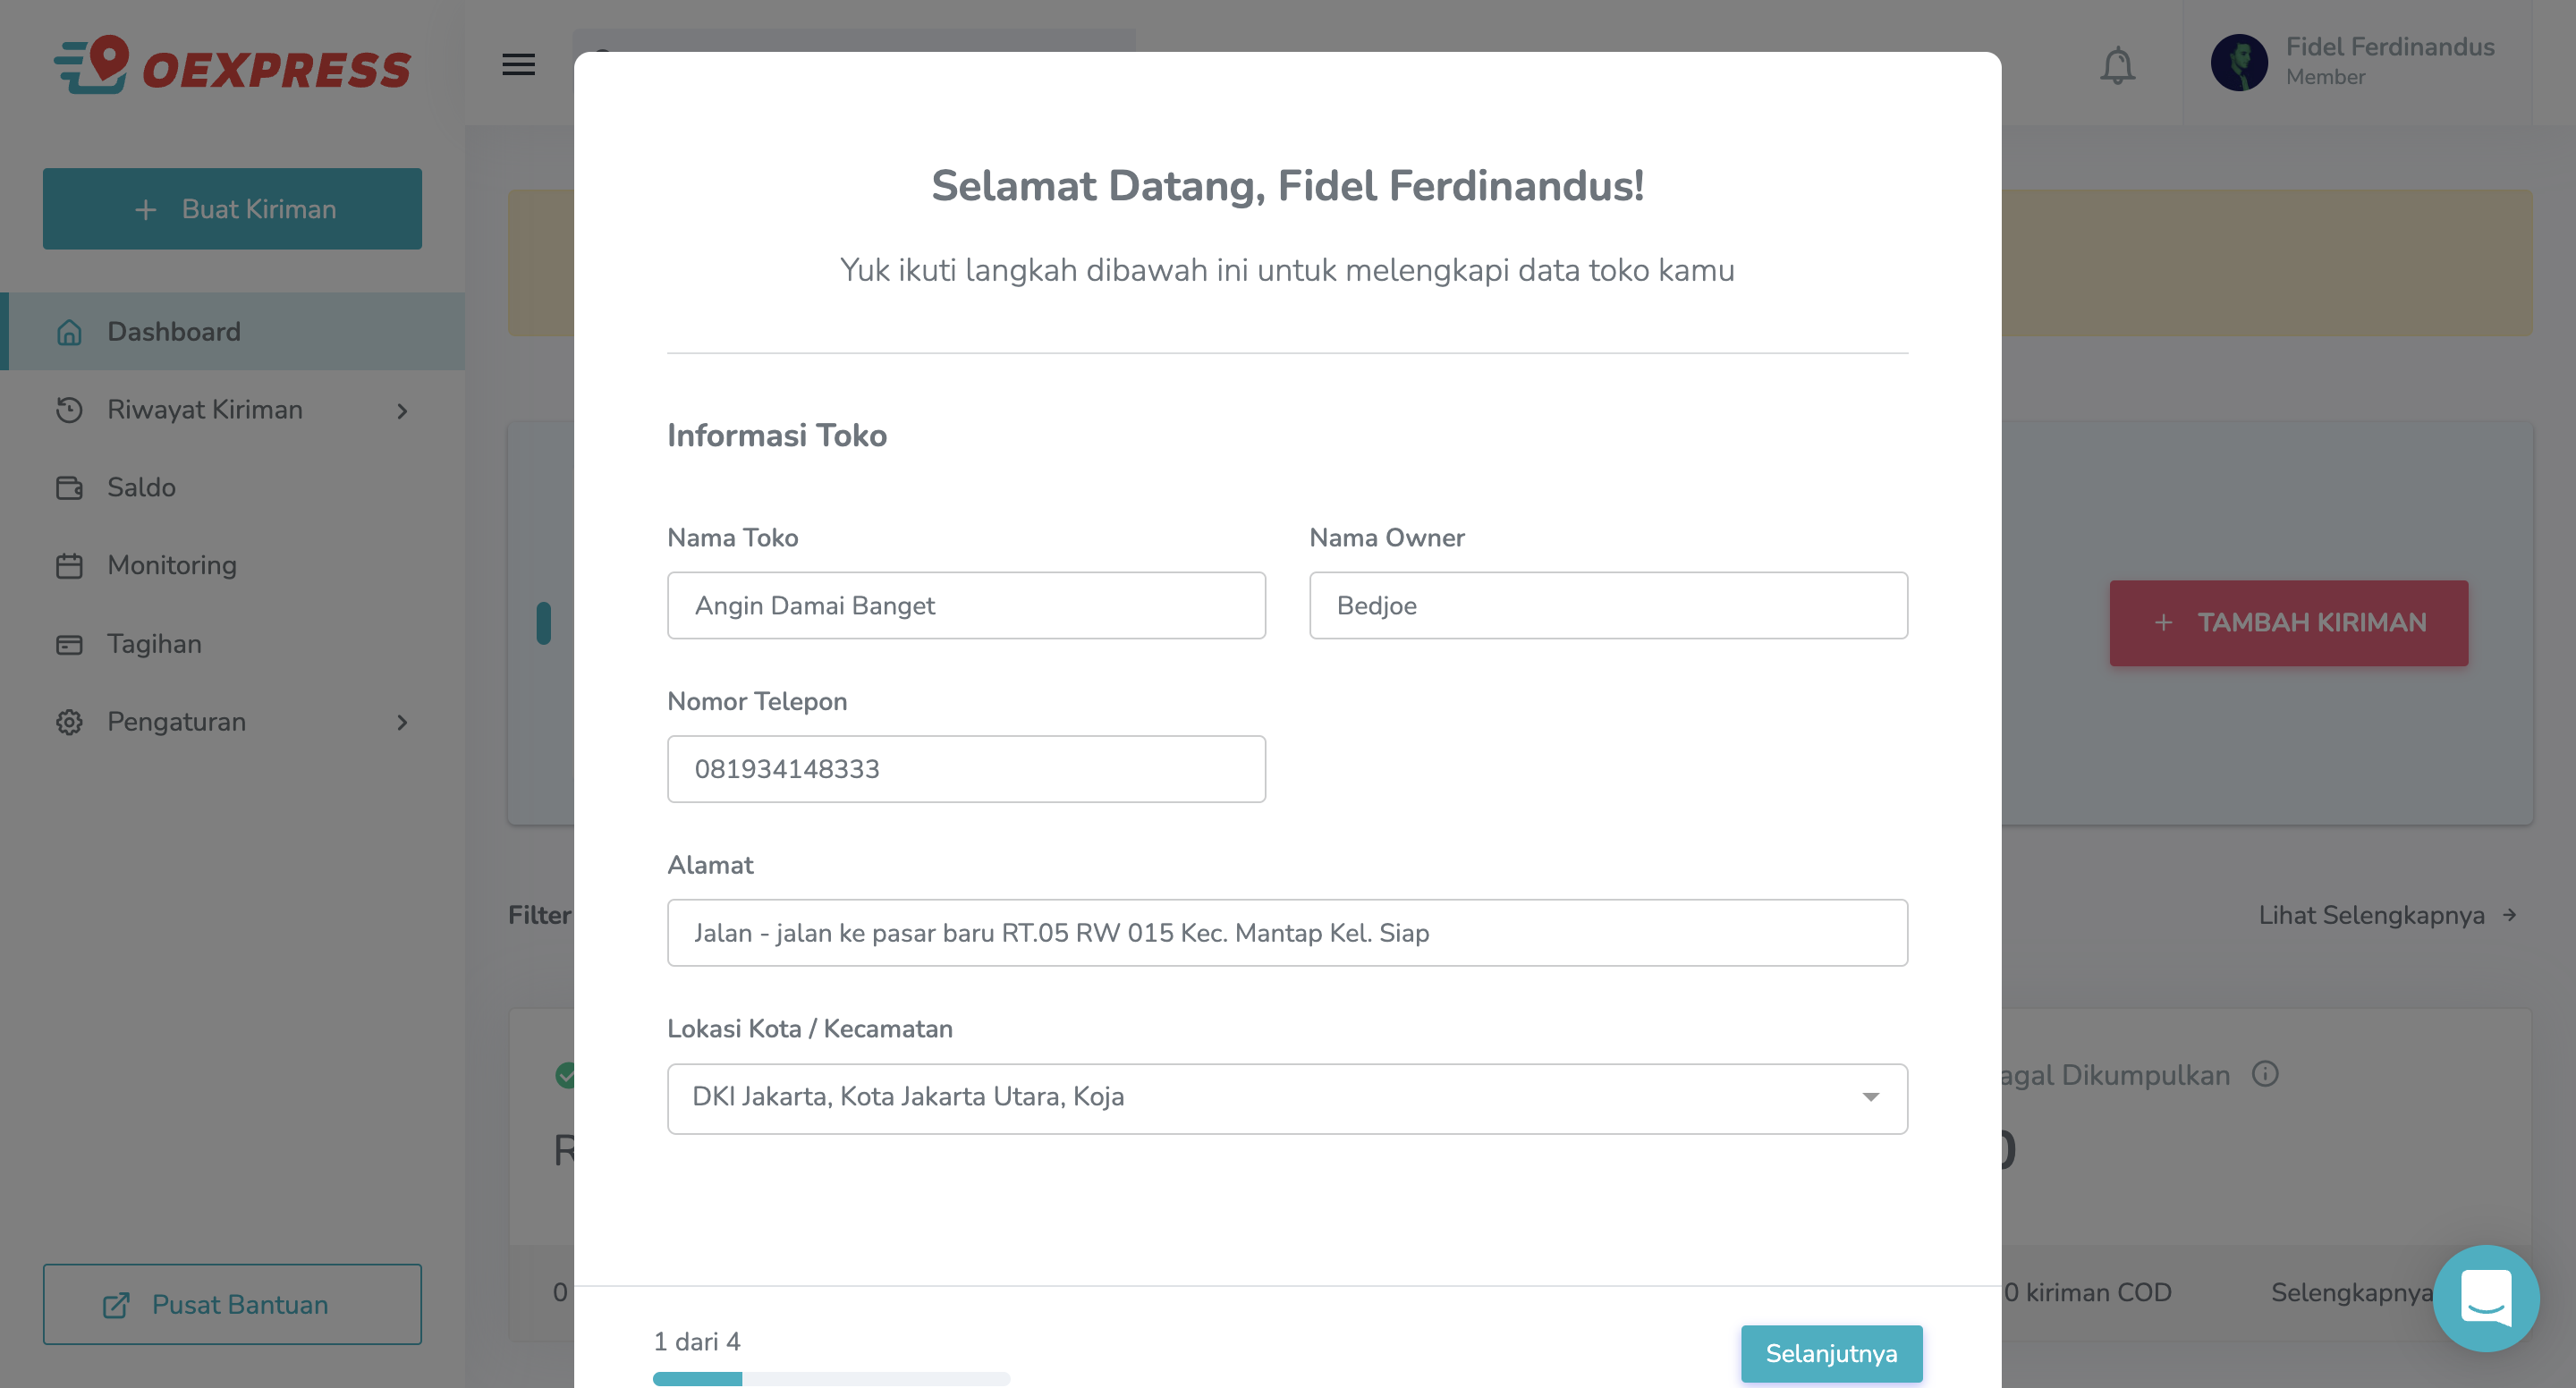 OEXPRESS
Fidel Ferdinandus
Member
Buat Kiriman
Dashboard
Riwayat Kiriman
Saldo
Monitoring
Tagihan
Pengaturan
Pusat Bantuan
Selamat Datang, Fidel Ferdinandus!
Yuk ikuti langkah dibawah ini untuk melengkapi data toko kamu
Informasi Toko
Nama Toko
Angin Damai Banget
Nama Owner
Bedjoe
Nomor Telepon
081934148333
Alamat
Jalan - jalan ke pasar baru RT.05 RW 015 Kec. Mantap Kel. Siap
Lokasi Kota / Kecamatan
DKI Jakarta, Kota Jakarta Utara, Koja
1 dari 4
Selanjutnya
+ TAMBAH KIRIMAN
Filter
Lihat Selengkapnya →
agal Dikumpulkan
R
0
0
0 kiriman COD
Selengkapnya